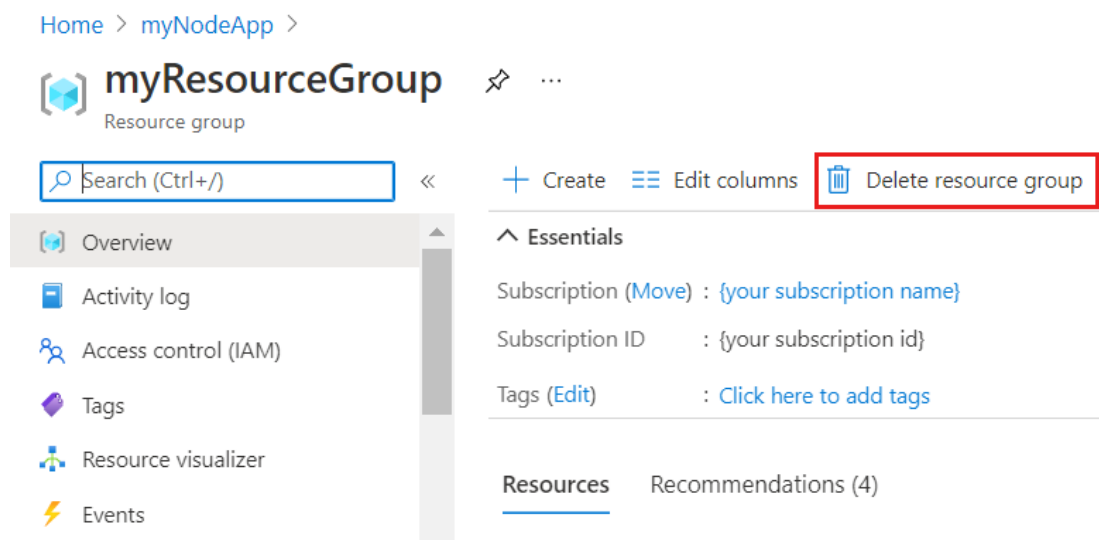 Home > myNodeApp >
myResourceGroup ...
Resource group
Search (Ctrl+/) «
Overview
Activity log
Access control (IAM)
Tags
Resource visualizer
Events
+ Create Edit columns Delete resource group
Essentials
Subscription (Move) : {your subscription name}
Subscription ID : {your subscription id}
Tags (Edit) : Click here to add tags
Resources Recommendations (4)